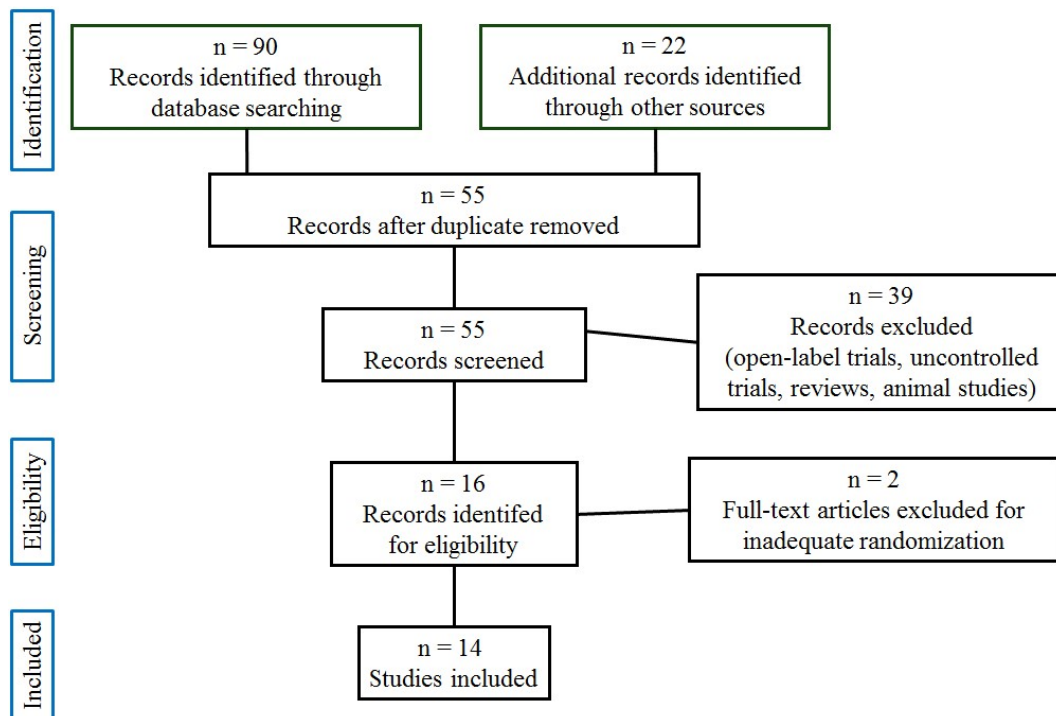 Identification
n = 90
Records identified through
database searching
n = 22
Additional records identified
through other sources
n = 55
Records after duplicate removed
Screening
n = 55
Records screened
n = 39
Records excluded
(open-label trials, uncontrolled
trials, reviews, animal studies)
Eligibility
n = 16
Records identifed
for eligibility
n = 2
Full-text articles excluded for
inadequate randomization
Included
n = 14
Studies included